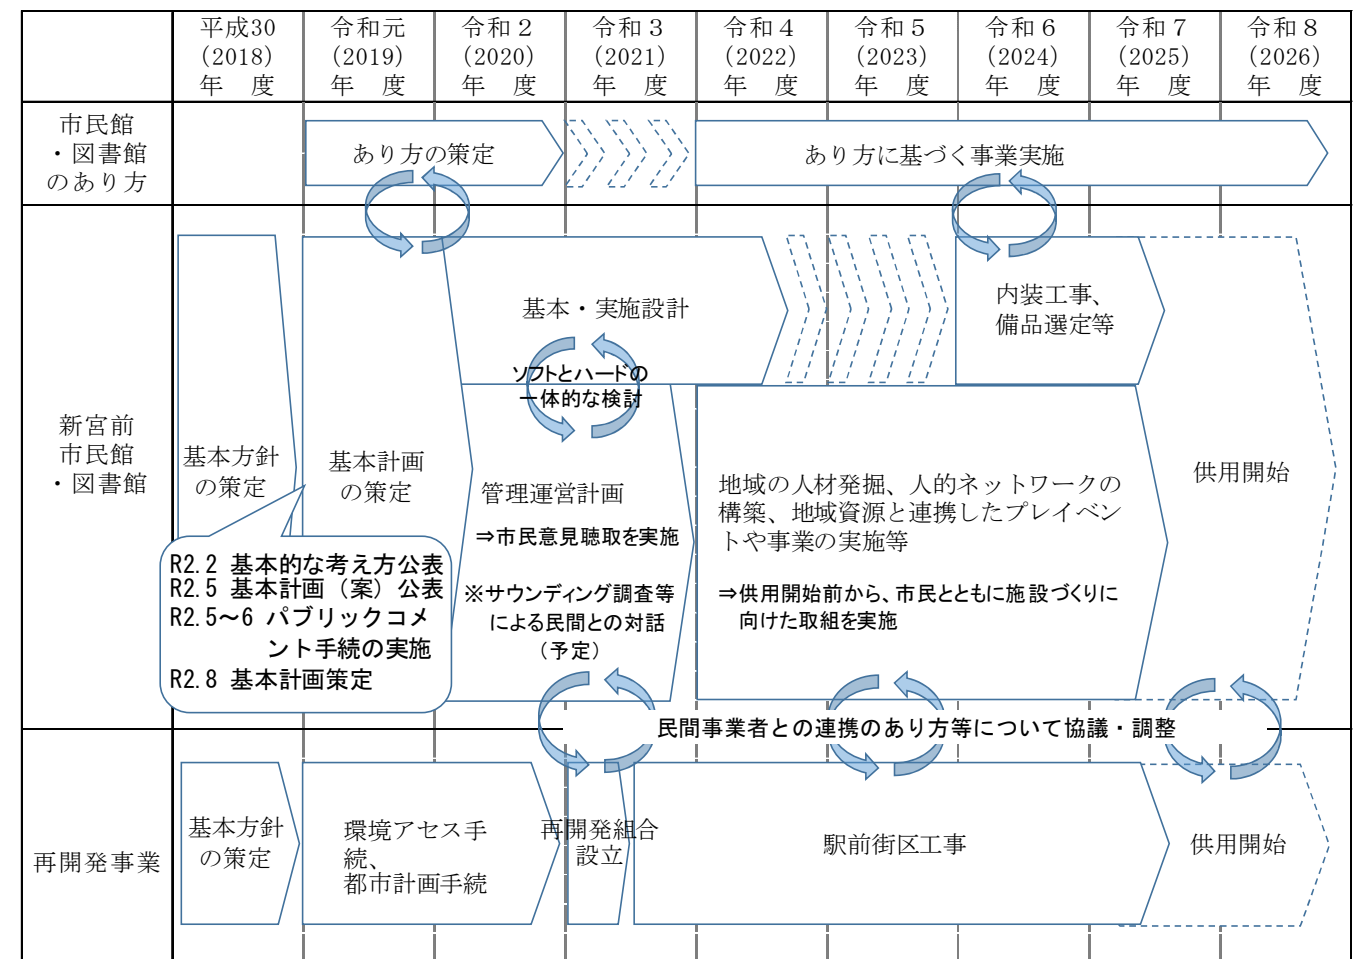 平成30
(2018)
年 度
令和元
(2019)
年 度
令和２
(2020)
年 度
令和３
(2021)
年 度
令和４
(2022)
年 度
令和５
(2023)
年 度
令和６
(2024)
年 度
令和７
(2025)
年 度
令和８
(2026)
年 度
市民館
・図書館
のあり方
あり方の策定
あり方に基づく事業実施
新宮前
市民館
・図書館
基本方針
の策定
基本計画
の策定
基本・実施設計
ソフトとハードの
一体的な検討
管理運営計画
⇒市民意見聴取を実施
※サウンディング調査等
による民間との対話
（予定）
内装工事、
備品選定等
地域の人材発掘、人的ネットワークの
構築、地域資源と連携したプレイベン
トや事業の実施等
⇒供用開始前から、市民とともに施設づくりに
向けた取組を実施
供用開始
R2.2 基本的な考え方公表
R2.5 基本計画（案）公表
R2.5～6 パブリックコメ
ント手続の実施
R2.8 基本計画策定
民間事業者との連携のあり方等について協議・調整
再開発事業
基本方針
の策定
環境アセス手
続、
都市計画手続
再開発組合
設立
駅前街区工事
供用開始